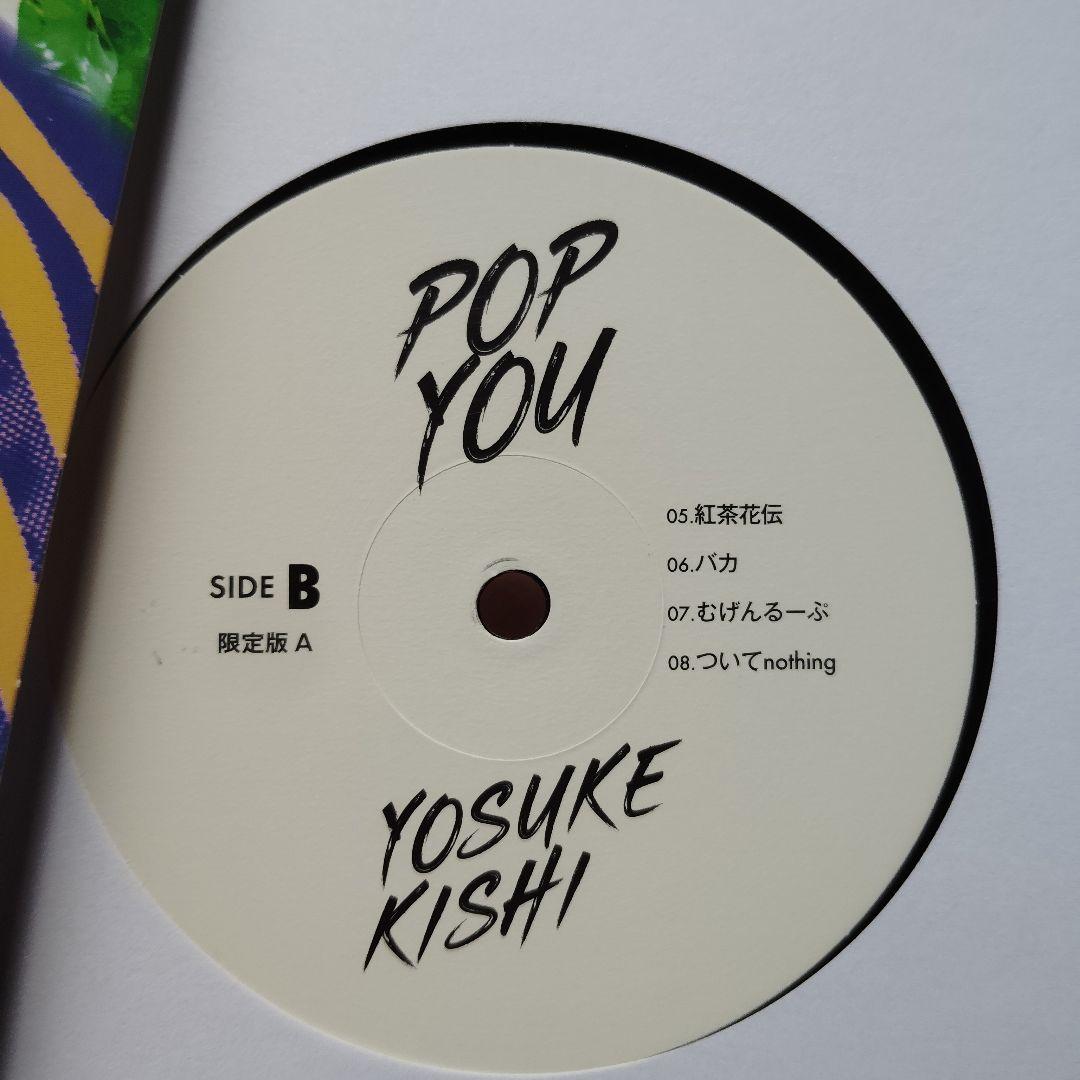 POP
YOU
SIDE B
限定版 A
05.紅茶花伝
06.バカ
07.むげんるーぷ
08.ついてnothing
YOSUKE
KISHI